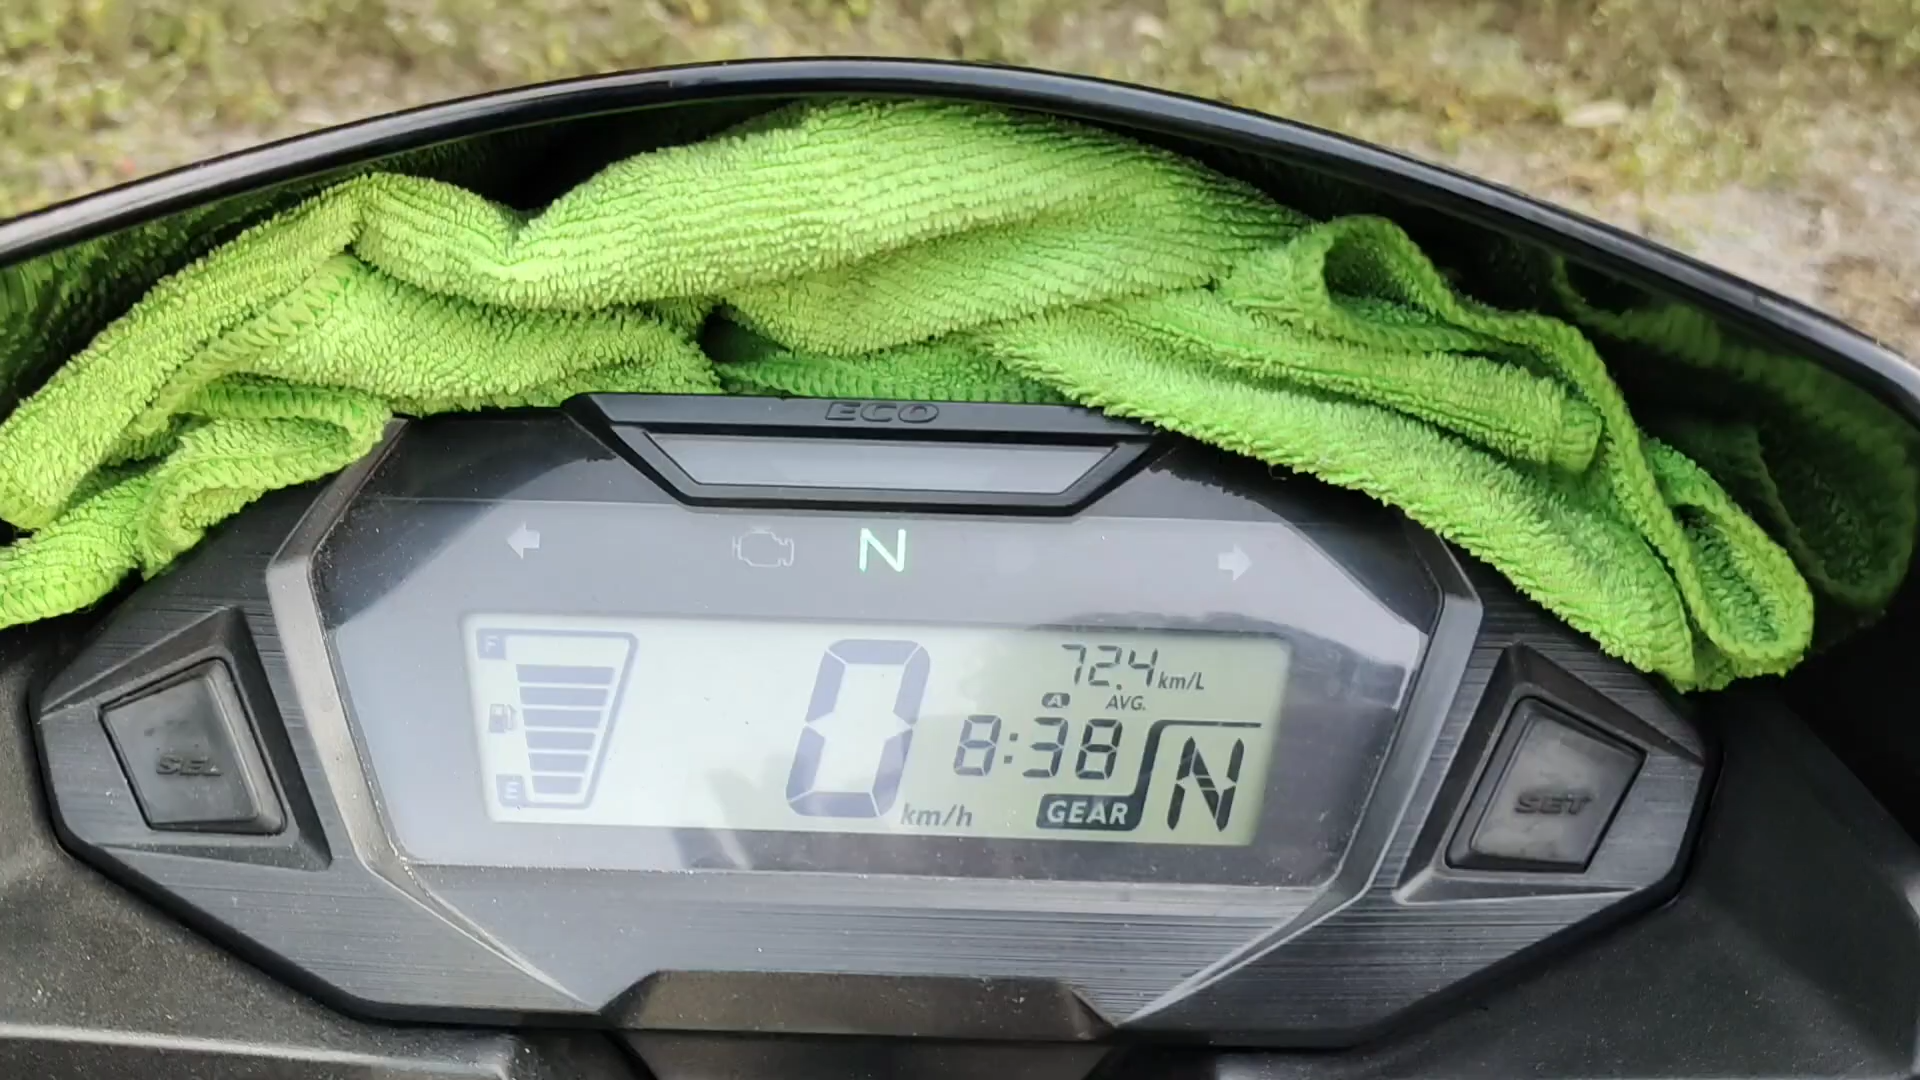 ECO
N
F
72.4 km/L
A AVG.
8:38
SEL
0 km/h
GEAR N
SET
E